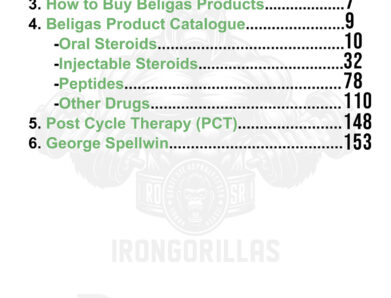 3. How to Buy Beligas Products..................7
4. Beligas Product Catalogue.......................9
-Oral Steroids............................................10
-Injectable Steroids..................................32
-Peptides....................................................78
-Other Drugs..............................................110
5. Post Cycle Therapy (PCT).........................148
6. George Spellwin.........................................153
RO SR
IRONGORILLAS